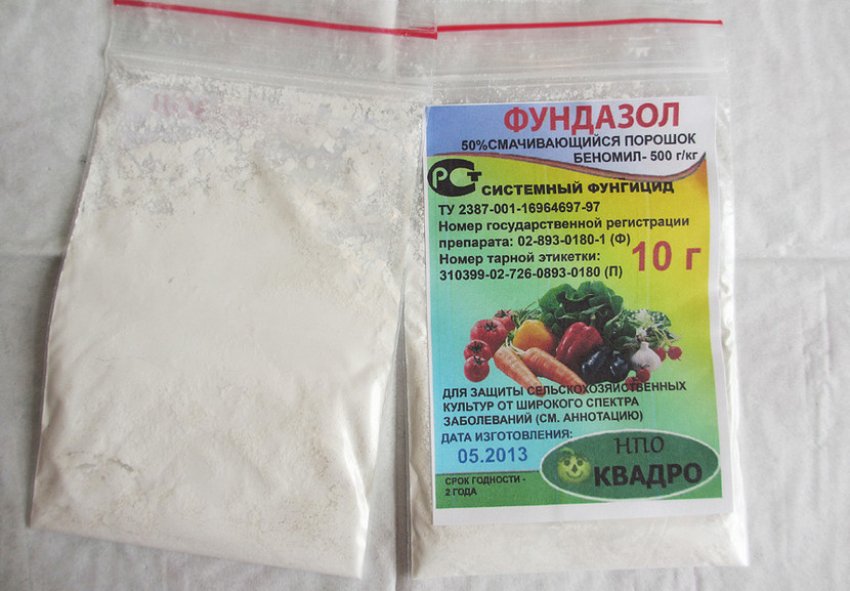 ФУНДАЗОЛ
50%СМАЧИВАЮЩИЙСЯ ПОРОШОК
БЕНОМИЛ- 500 г/кг
РСТ
СИСТЕМНЫЙ ФУНГИЦИД
ТУ 2387-001-16964697-97
Номер государственной регистрации
препарата: 02-893-0180-1 (Ф)
Номер тарной этикетки:
310399-02-726-0893-0180 (П)
10 г
ДЛЯ ЗАЩИТЫ СЕЛЬСКОХОЗЯЙСТВЕННЫХ
КУЛЬТУР ОТ ШИРОКОГО СПЕКТРА
ЗАБОЛЕВАНИЙ (СМ. АННОТАЦИЮ)
ДАТА ИЗГОТОВЛЕНИЯ:
05.2013
НПО
КВАДРО
СРОК ГОДНОСТИ -
2 ГОДА